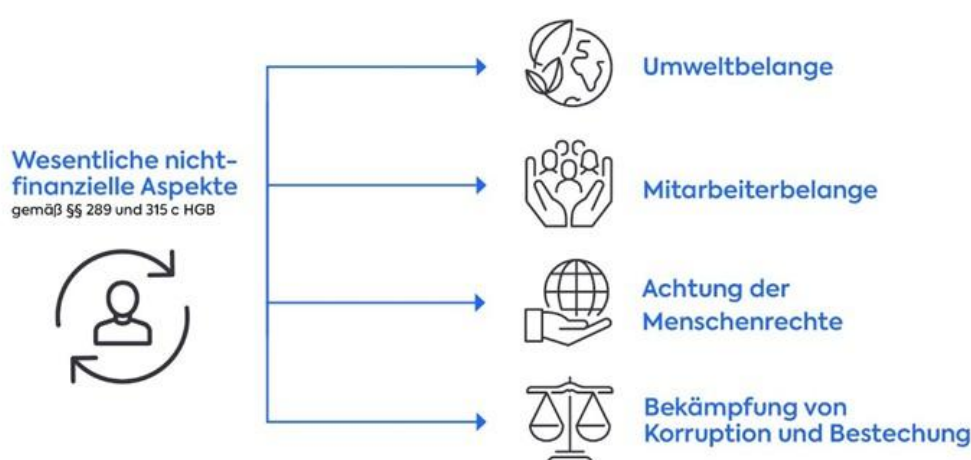 Wesentliche nicht-
finanzielle Aspekte
gemäß §§ 289 und 315 c HGB
Umweltbelange
Mitarbeiterbelange
Achtung der
Menschenrechte
Bekämpfung von
Korruption und Bestechung